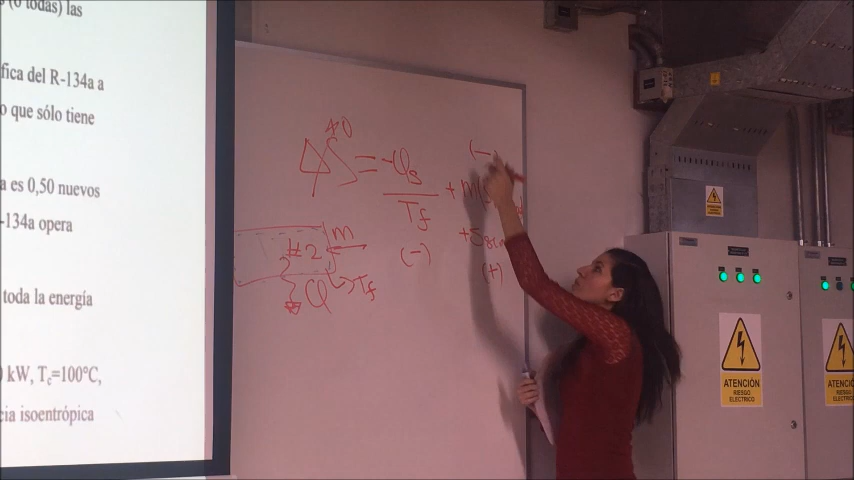 (o todas) las
fica del R-134a a
o que sólo tiene
a es 0,50 nuevos
-134a opera
toda la energía
kW, Tc=100°C,
cia isoentrópica
ΔS = -Qs / Tf + m(s
(-)
+ Sgen
(-)
(+)
#2
m
Q
Tf
ATENCIÓN
RIESGO
ELÉCTRICO
ATENCIÓN
RIESGO
ELÉCTRICO